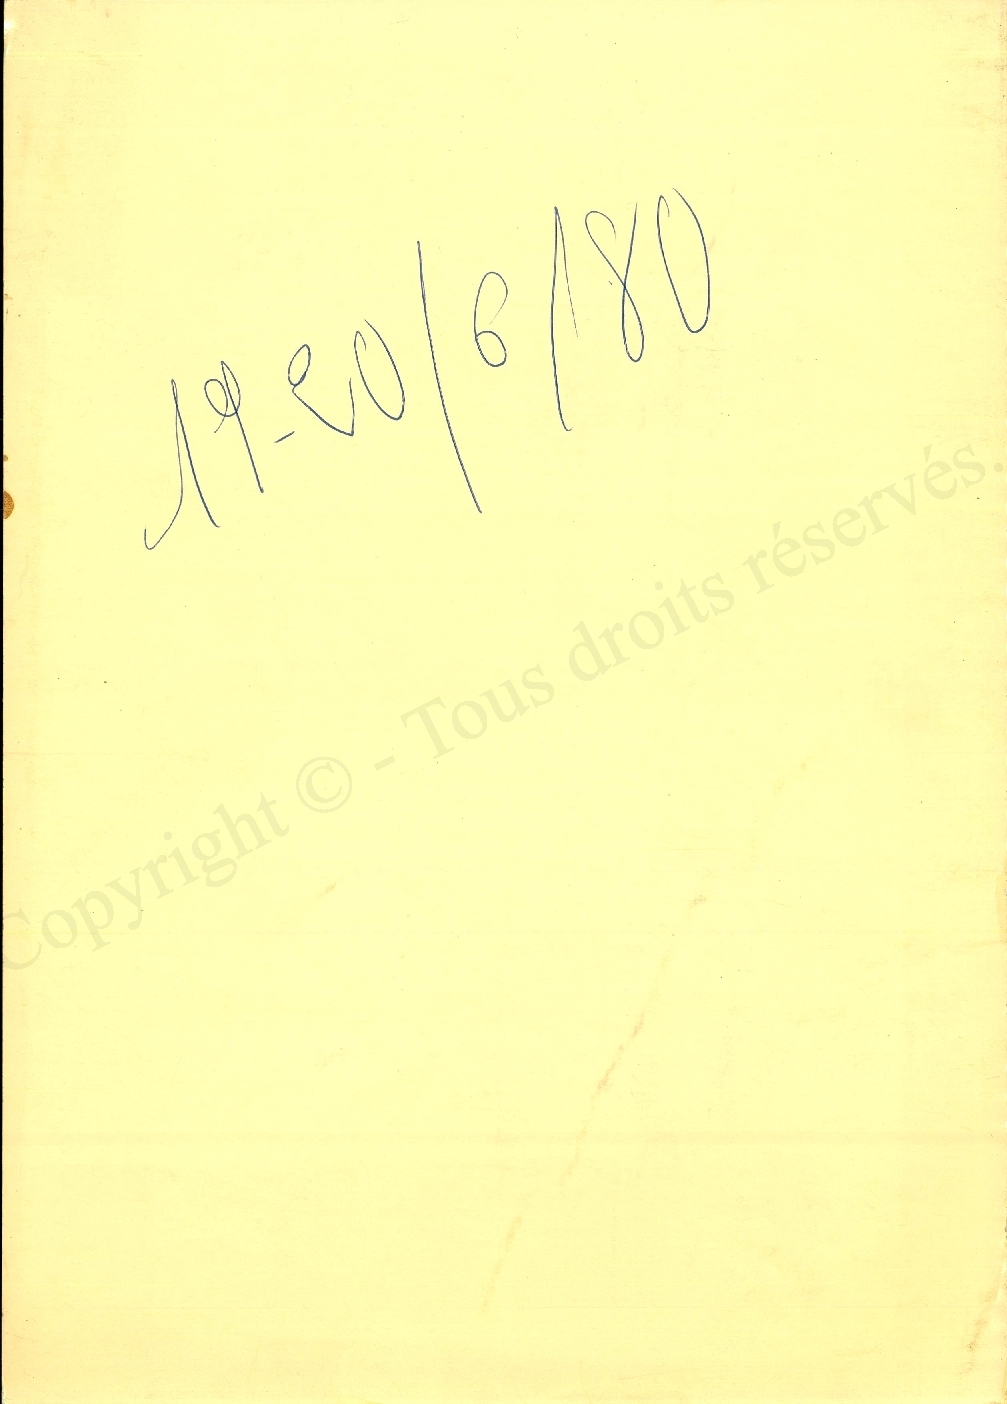 19-20/6/80
Copyright © - Tous droits réservés.